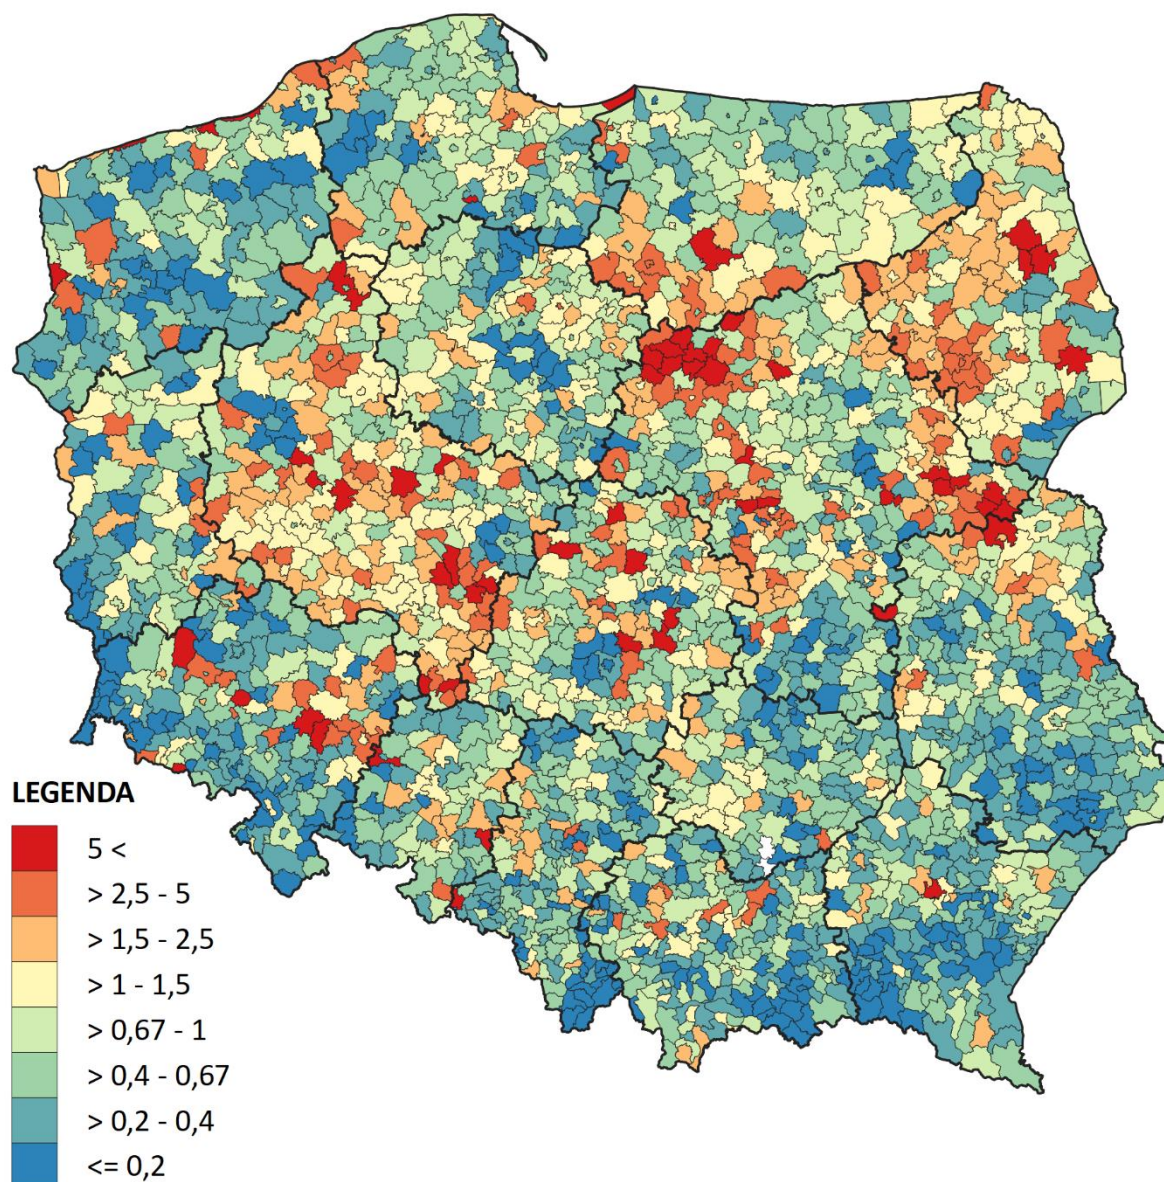 LEGENDA
5 <
> 2,5 - 5
> 1,5 - 2,5
> 1 - 1,5
> 0,67 - 1
> 0,4 - 0,67
> 0,2 - 0,4
<= 0,2